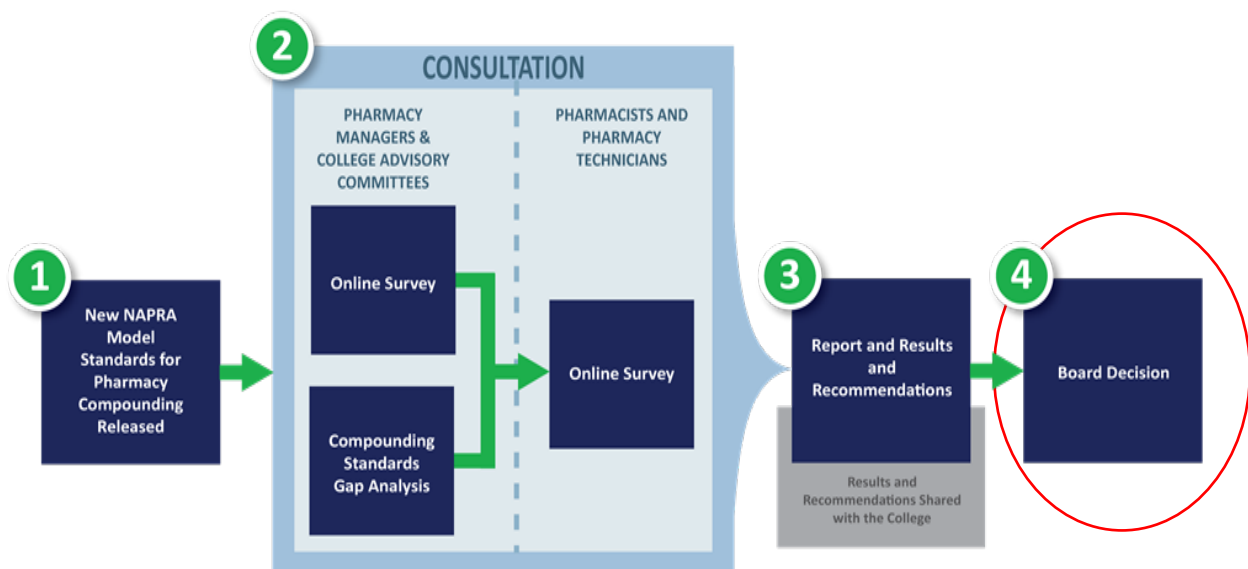 1
New NAPRA
Model
Standards for
Pharmacy
Compounding
Released
2
CONSULTATION
PHARMACY
MANAGERS &
COLLEGE ADVISORY
COMMITTEES
Online Survey
Compounding
Standards
Gap Analysis
PHARMACISTS AND
PHARMACY
TECHNICIANS
Online Survey
3
Report and Results
and
Recommendations
Results and
Recommendations Shared
with the College
4
Board Decision